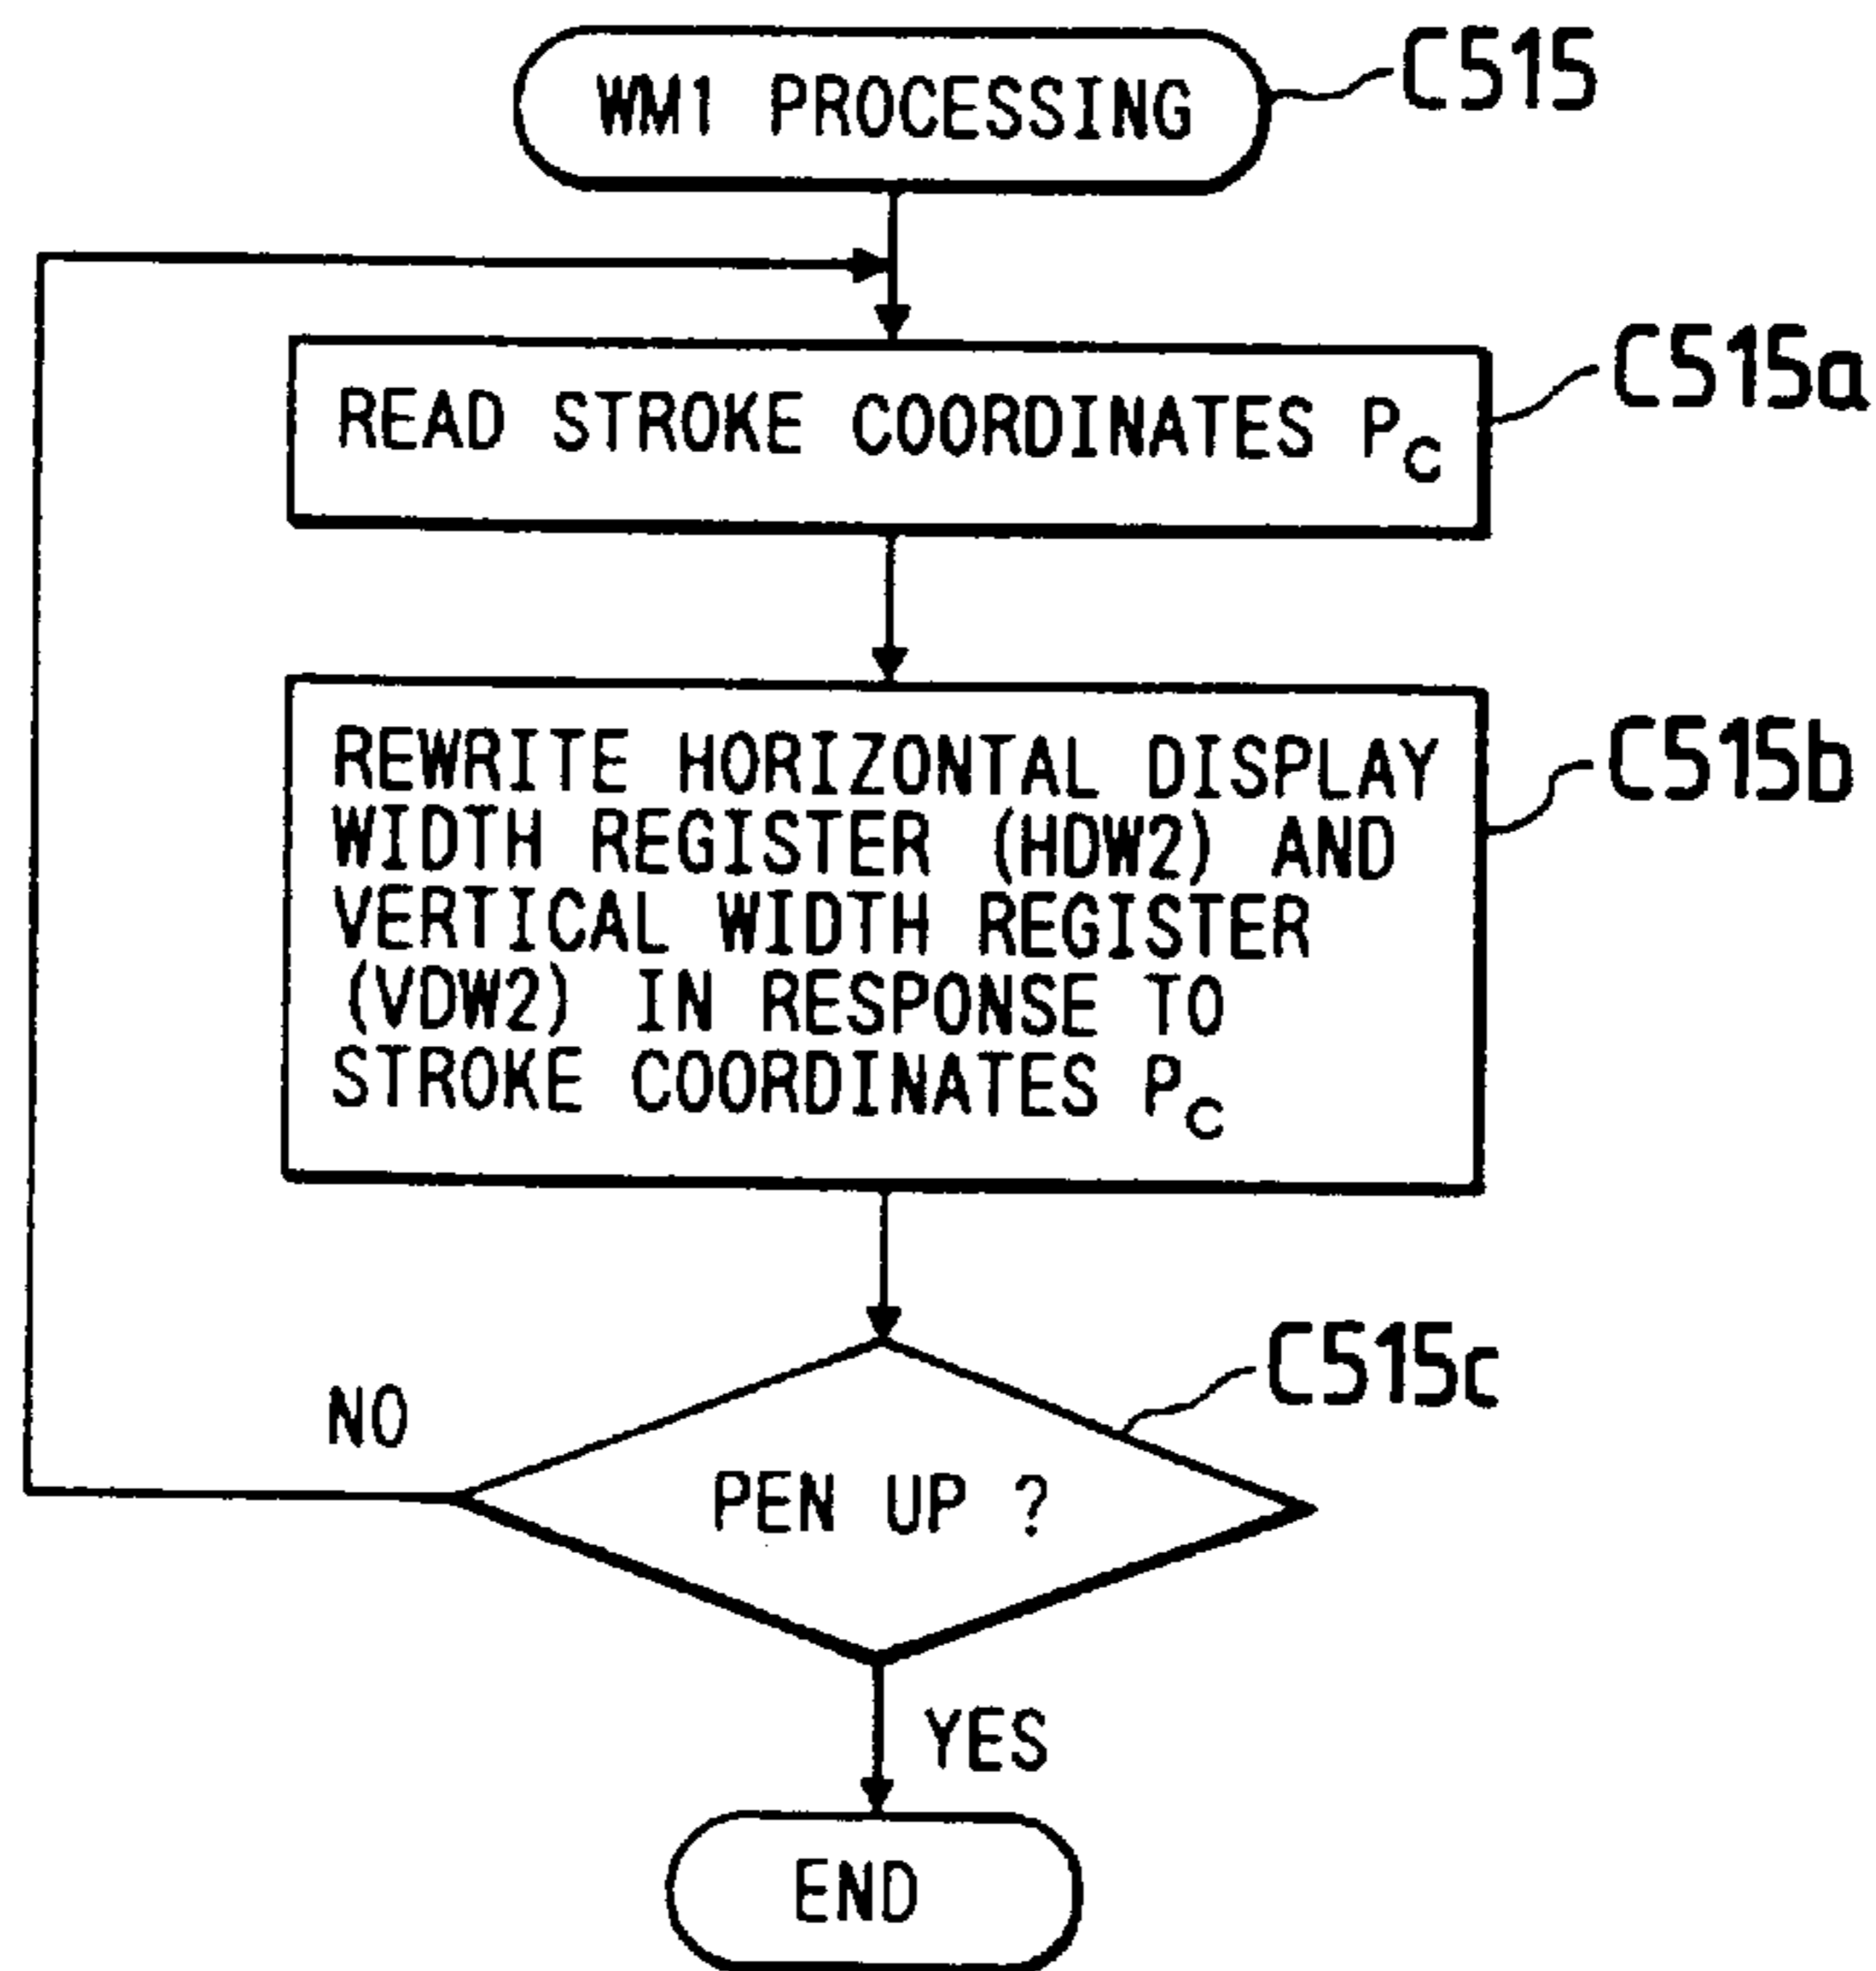 WM1 PROCESSING
C515
READ STROKE COORDINATES PC
C515a
REWRITE HORIZONTAL DISPLAY
WIDTH REGISTER (HDW2) AND
VERTICAL WIDTH REGISTER
(VDW2) IN RESPONSE TO
STROKE COORDINATES PC
C515b
PEN UP ?
C515c
NO
YES
END